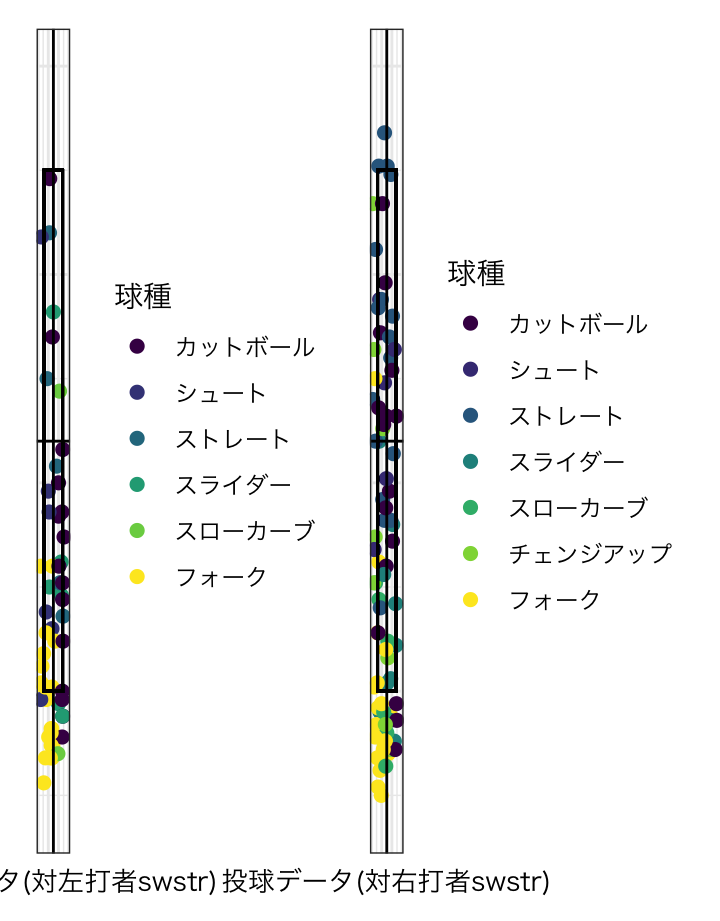 球種
カットボール
シュート
ストレート
スライダー
スローカーブ
フォーク
球種
カットボール
シュート
ストレート
スライダー
スローカーブ
チェンジアップ
フォーク
タ(対左打者swstr)
投球データ(対右打者swstr)